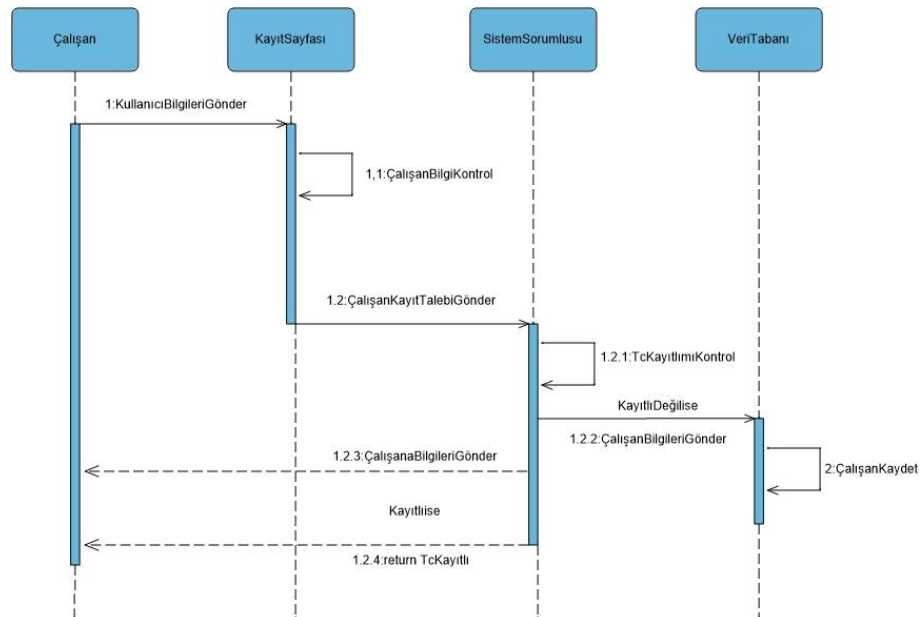 Çalışan
KayıtSayfası
SistemSorumlusu
VeriTabanı
1:KullanıcıBilgileriGönder
1,1:ÇalışanBilgiKontrol
1.2:ÇalışanKayıtTalebiGönder
1.2.1:TcKayıtlımıKontrol
KayıtlıDeğilise
1.2.2:ÇalışanBilgileriGönder
1.2.3:ÇalışanaBilgileriGönder
2:ÇalışanKaydet
Kayıtlıise
1.2.4:return TcKayıtlı